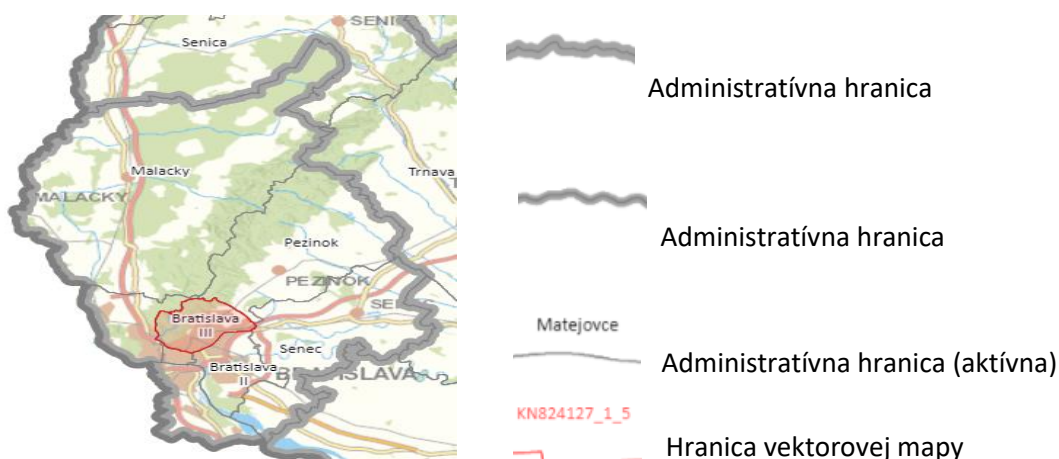 SENI
Senica
Malacky
Trnava
MALACKY
Pezinok
PEZINOK
Bratislava
III
Senec
Bratislava
II
BRATISLAVA
Administratívna hranica
Administratívna hranica
Matejovce
Administratívna hranica (aktívna)
KN824127_1_5
Hranica vektorovej mapy